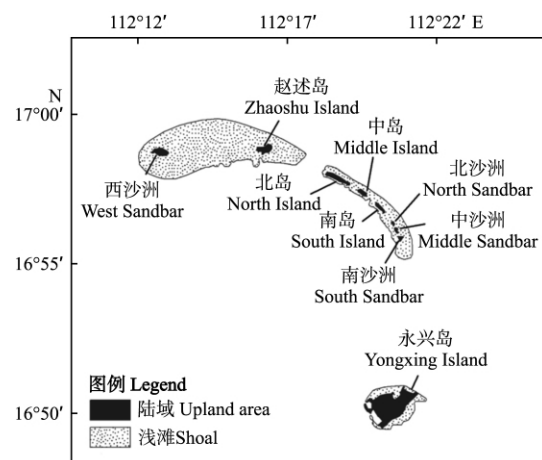 112°12′
112°17′
112°22′ E
N
17°00′
16°55′
16°50′
赵述岛
Zhaoshu Island
中岛
Middle Island
西沙洲
West Sandbar
北岛
North Island
北沙洲
North Sandbar
南岛
South Island
中沙洲
Middle Sandbar
南沙洲
South Sandbar
永兴岛
Yongxing Island
图例 Legend
陆域 Upland area
浅滩Shoal